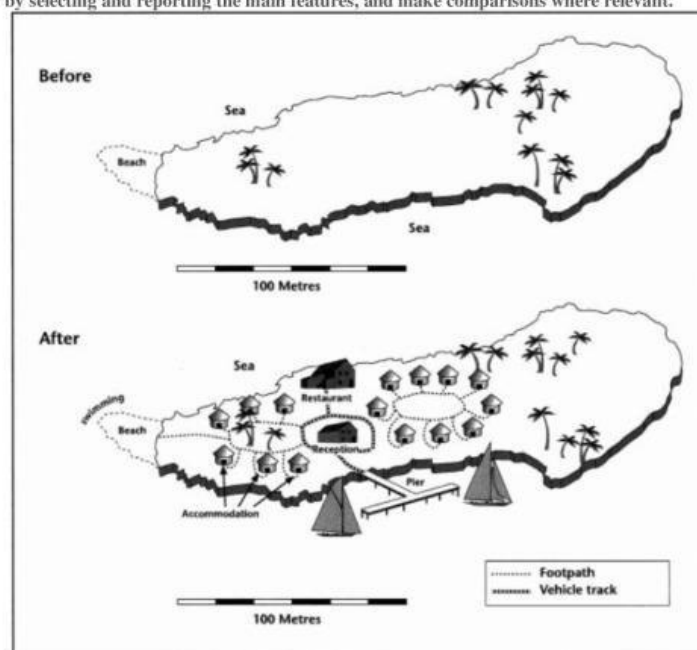 by selecting and reporting the main features, and make comparisons where relevant.
Before
Sea
Beach
Sea
100 Metres
After
Sea
swimming
Restaurant
Beach
Reception
Pier
Accommodation
Footpath
Vehicle track
100 Metres